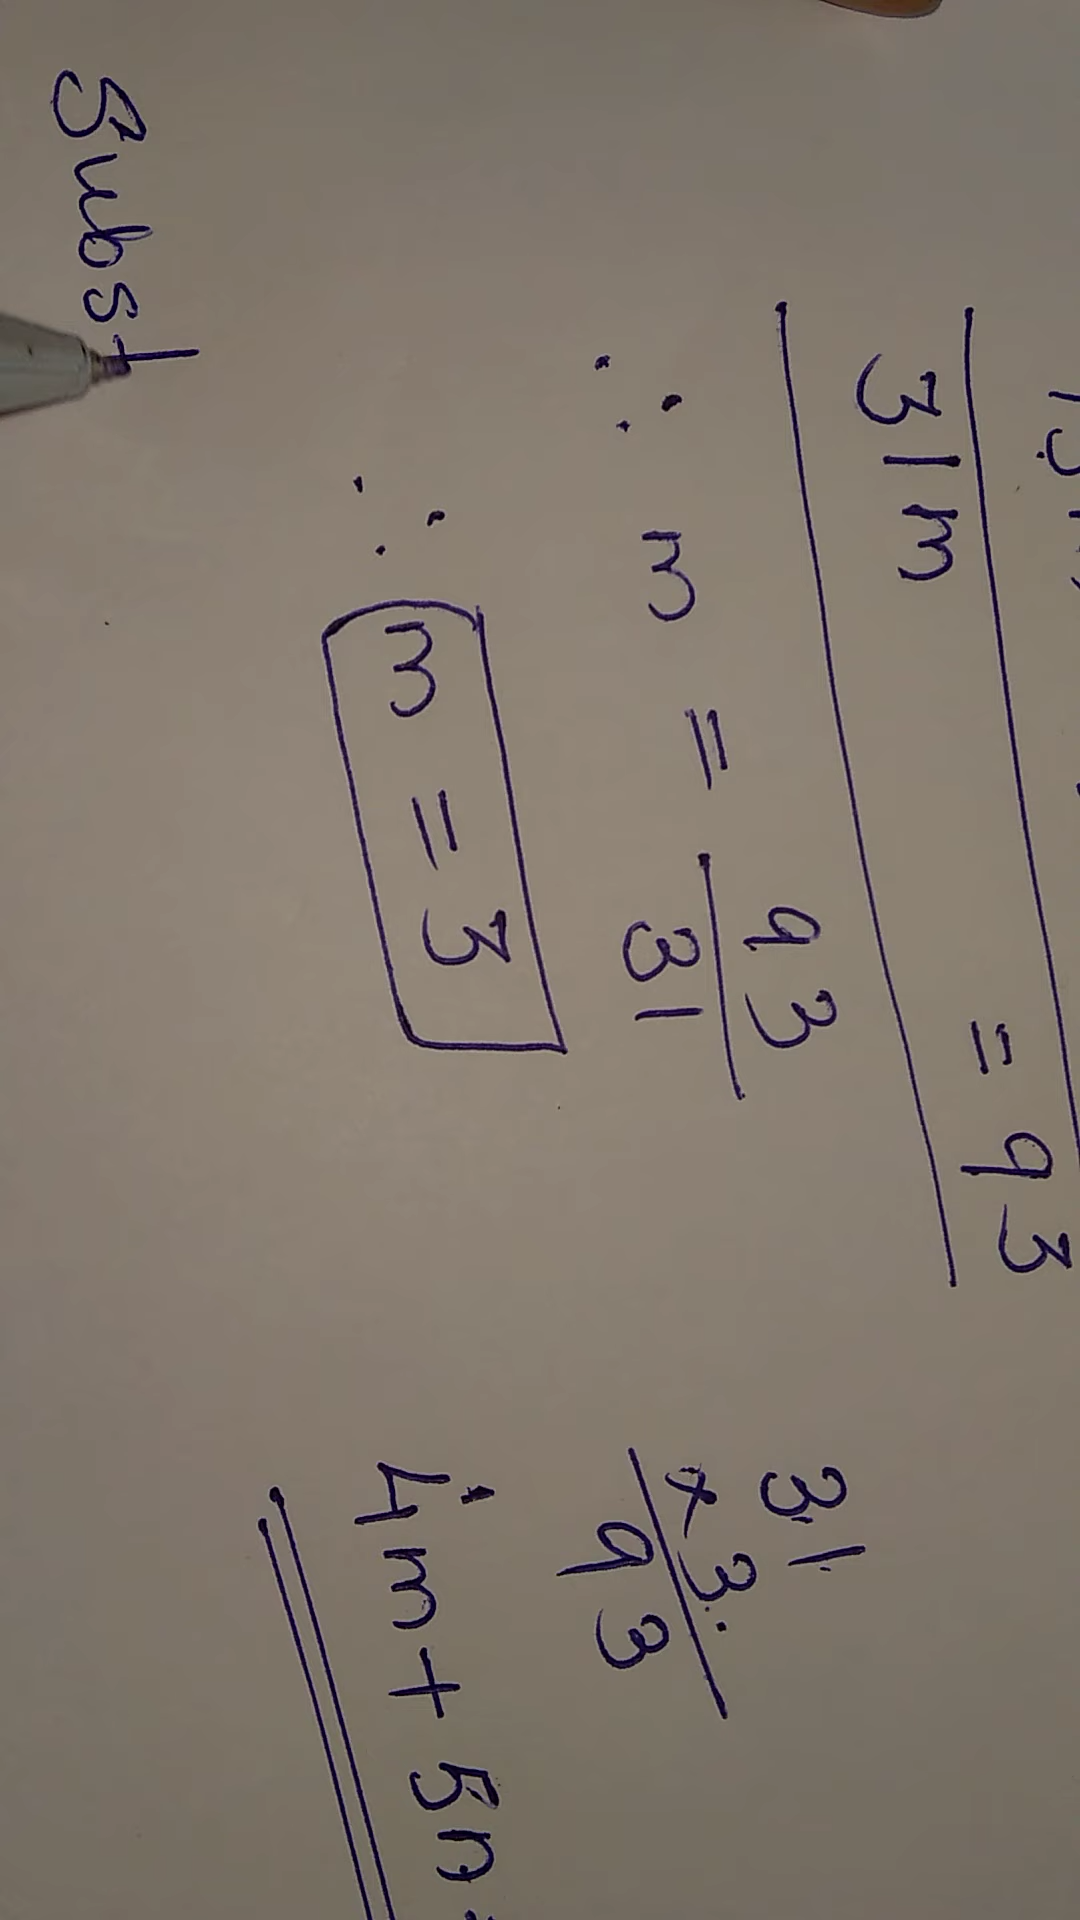 31m = 93
∴ m = 93/31
31
×3
93
∴ m = 3
4m + 5n =
Subst